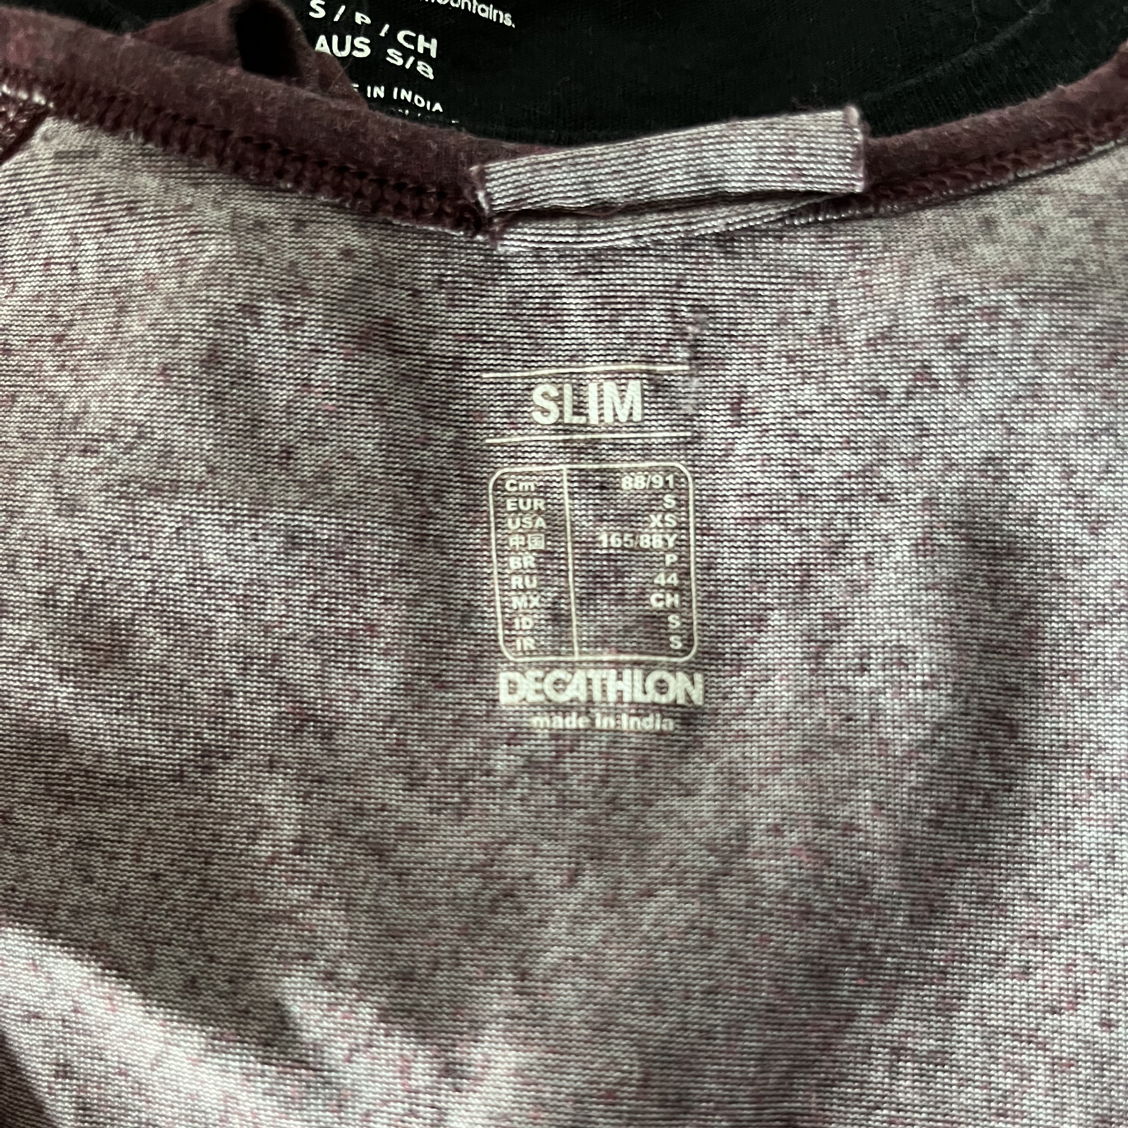 ountains.
S / P / CH
AUS S/8
IN INDIA
SLIM
Cm 88/91
EUR S
USA XS
中国 165/88Y
BR P
RU 44
MX CH
ID S
IR S
DECATHLON
made in India